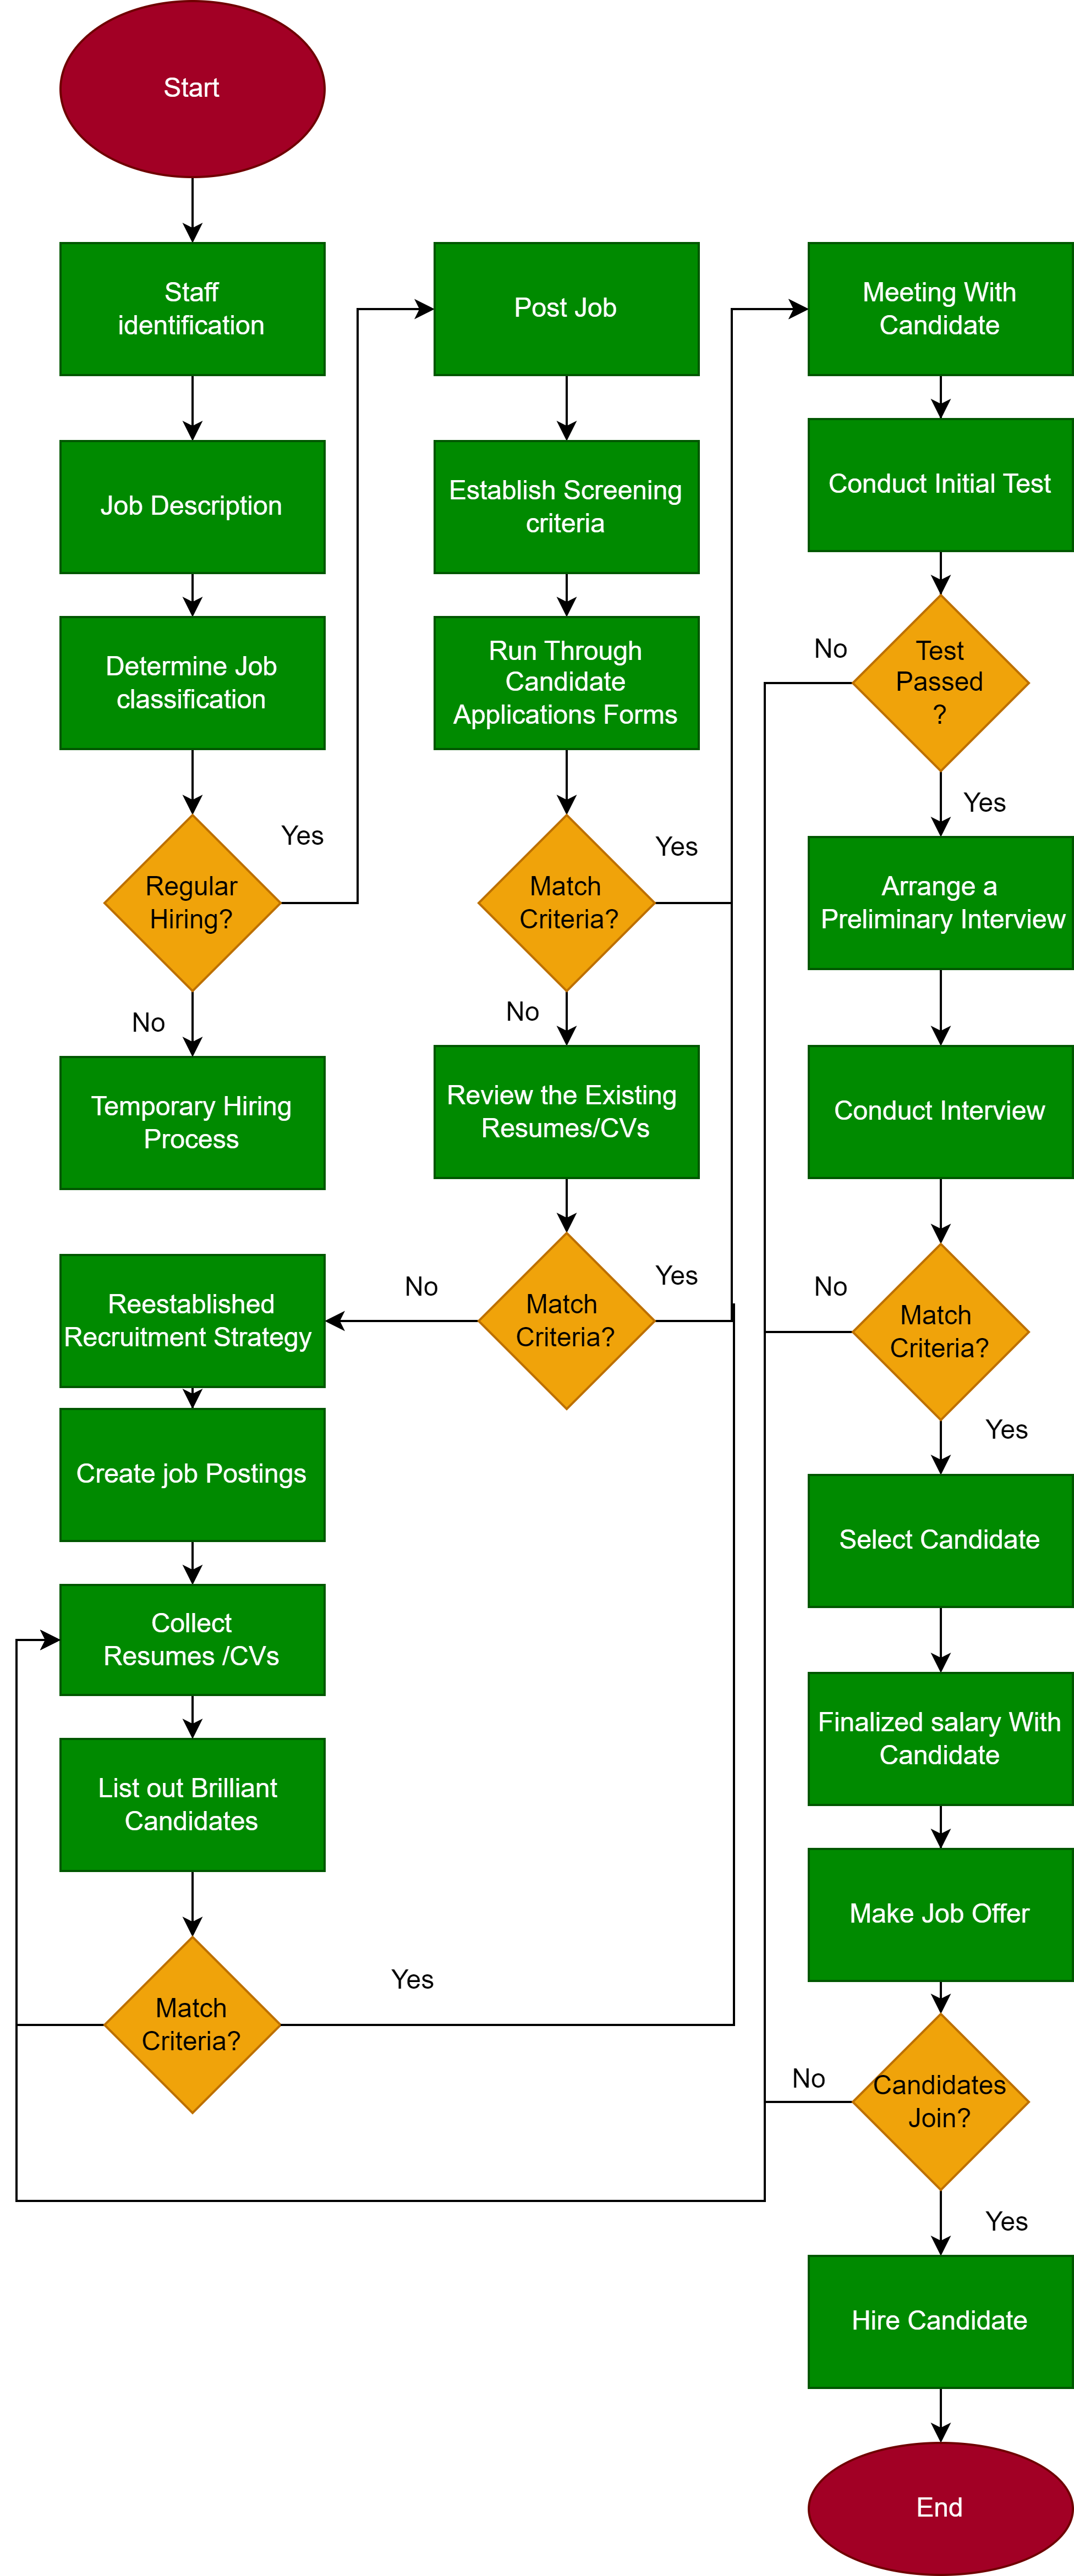 Start
Staff
identification
Job Description
Determine Job
classification
Yes
Regular
Hiring?
No
Temporary Hiring
Process
Post Job
Establish Screening
criteria
Run Through
Candidate
Applications Forms
Yes
Match
Criteria?
No
Review the Existing
Resumes/CVs
Yes
No
Match
Criteria?
Reestablished
Recruitment Strategy
Create job Postings
Collect
Resumes /CVs
List out Brilliant
Candidates
Yes
Match
Criteria?
Meeting With
Candidate
Conduct Initial Test
No
Test
Passed
?
Yes
Arrange a
Preliminary Interview
Conduct Interview
No
Match
Criteria?
Yes
Select Candidate
Finalized salary With
Candidate
Make Job Offer
No
Candidates
Join?
Yes
Hire Candidate
End